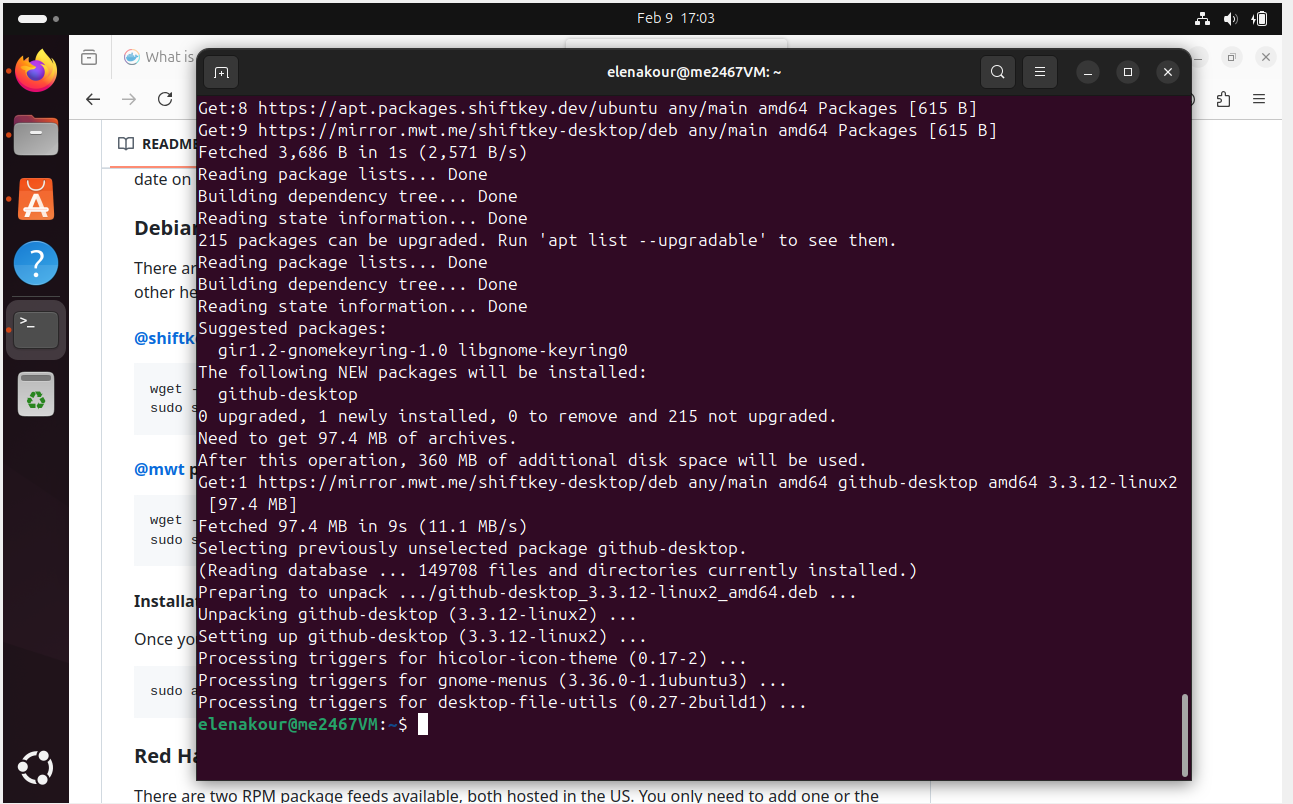 Feb 9 17:03
What is
elenakour@me2467VM: ~
README
date on
Debian
There ar
other he
@shiftke
wget -
sudo s
@mwt p
wget -
sudo s
Installa
Once yo
sudo a
Red Ha
There are two RPM package feeds available, both hosted in the US. You only need to add one or the
Get:8 https://apt.packages.shiftkey.dev/ubuntu any/main amd64 Packages [615 B]
Get:9 https://mirror.mwt.me/shiftkey-desktop/deb any/main amd64 Packages [615 B]
Fetched 3,686 B in 1s (2,571 B/s)
Reading package lists... Done
Building dependency tree... Done
Reading state information... Done
215 packages can be upgraded. Run 'apt list --upgradable' to see them.
Reading package lists... Done
Building dependency tree... Done
Reading state information... Done
Suggested packages:
  gir1.2-gnomekeyring-1.0 libgnome-keyring0
The following NEW packages will be installed:
  github-desktop
0 upgraded, 1 newly installed, 0 to remove and 215 not upgraded.
Need to get 97.4 MB of archives.
After this operation, 360 MB of additional disk space will be used.
Get:1 https://mirror.mwt.me/shiftkey-desktop/deb any/main amd64 github-desktop amd64 3.3.12-linux2
 [97.4 MB]
Fetched 97.4 MB in 9s (11.1 MB/s)
Selecting previously unselected package github-desktop.
(Reading database ... 149708 files and directories currently installed.)
Preparing to unpack .../github-desktop_3.3.12-linux2_amd64.deb ...
Unpacking github-desktop (3.3.12-linux2) ...
Setting up github-desktop (3.3.12-linux2) ...
Processing triggers for hicolor-icon-theme (0.17-2) ...
Processing triggers for gnome-menus (3.36.0-1.1ubuntu3) ...
Processing triggers for desktop-file-utils (0.27-2build1) ...
elenakour@me2467VM:~$